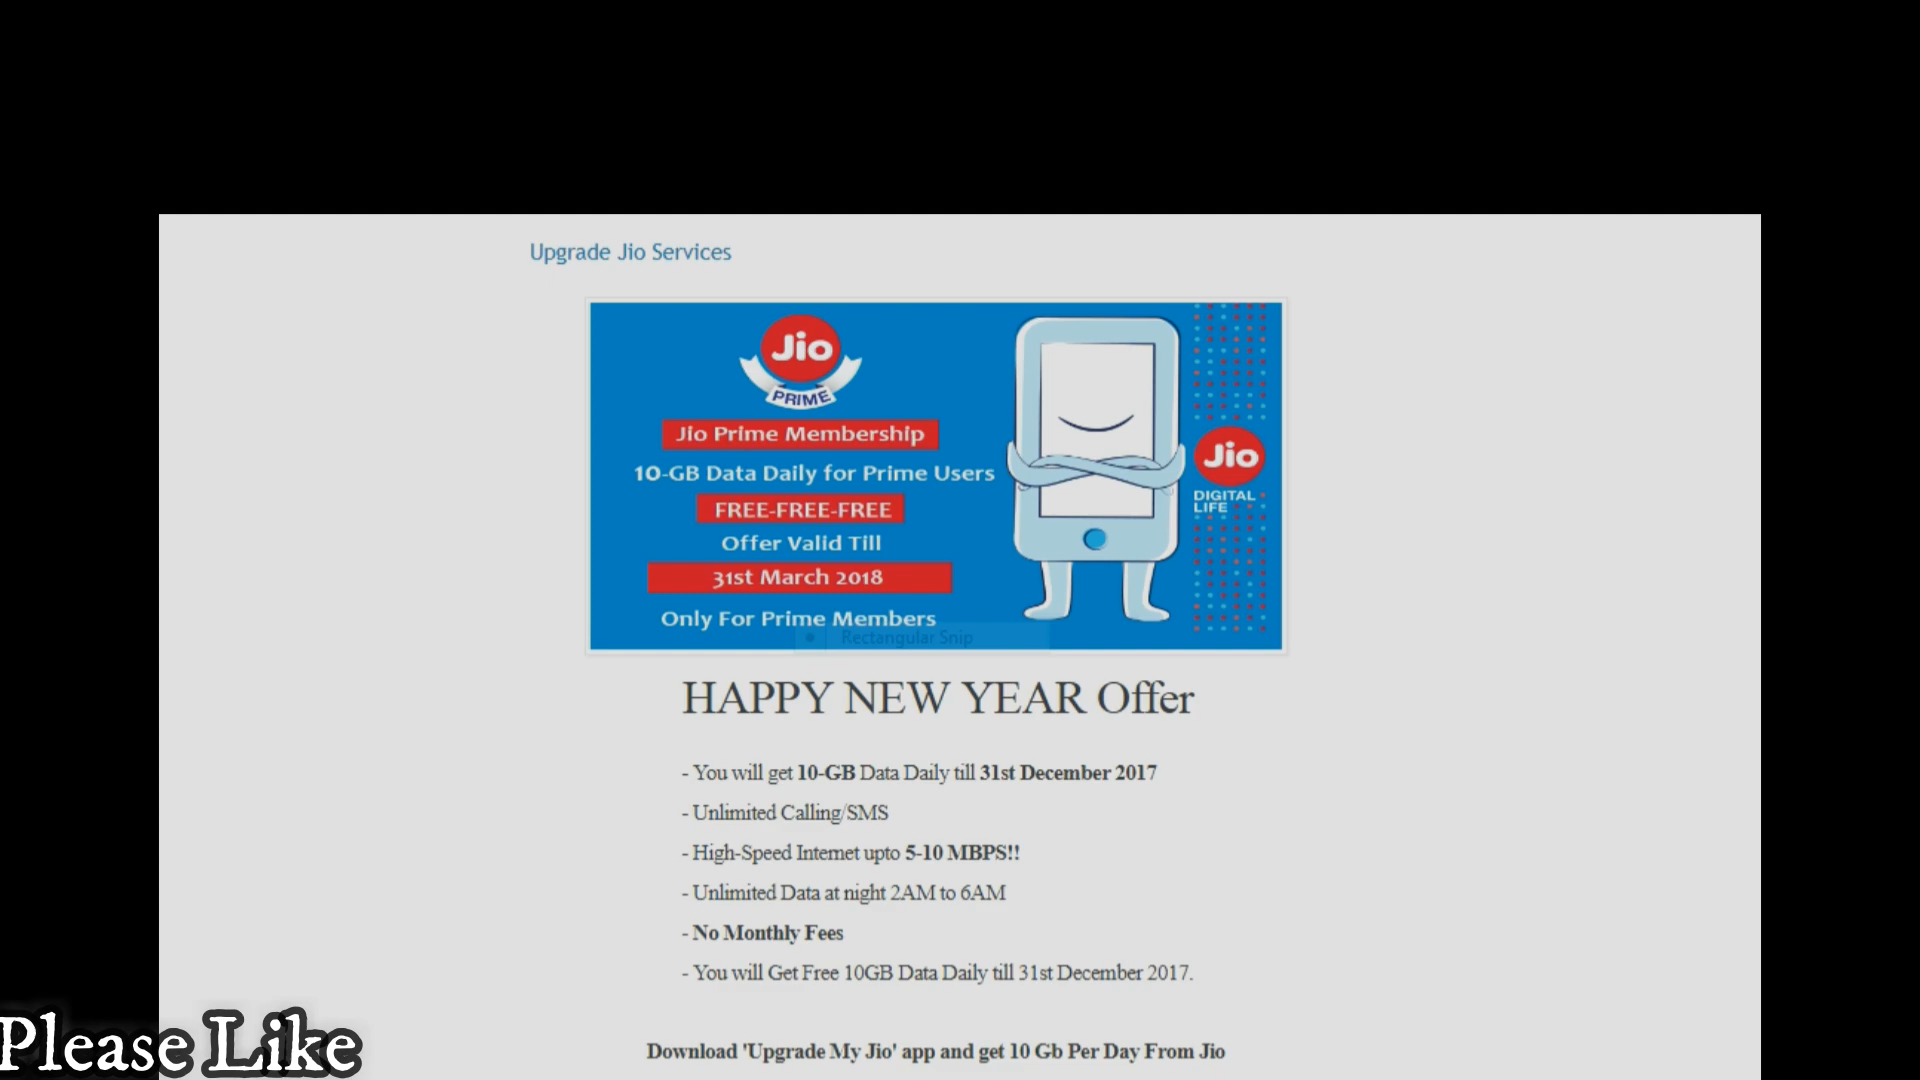 Upgrade Jio Services
Jio
PRIME
Jio Prime Membership
10-GB Data Daily for Prime Users
FREE-FREE-FREE
Offer Valid Till
31st March 2018
Only For Prime Members
Rectangular Snip
Jio
DIGITAL
LIFE
HAPPY NEW YEAR Offer
- You will get 10-GB Data Daily till 31st December 2017
- Unlimited Calling/SMS
- High-Speed Internet upto 5-10 MBPS!!
- Unlimited Data at night 2AM to 6AM
- No Monthly Fees
- You will Get Free 10GB Data Daily till 31st December 2017.
Download 'Upgrade My Jio' app and get 10 Gb Per Day From Jio
Please Like